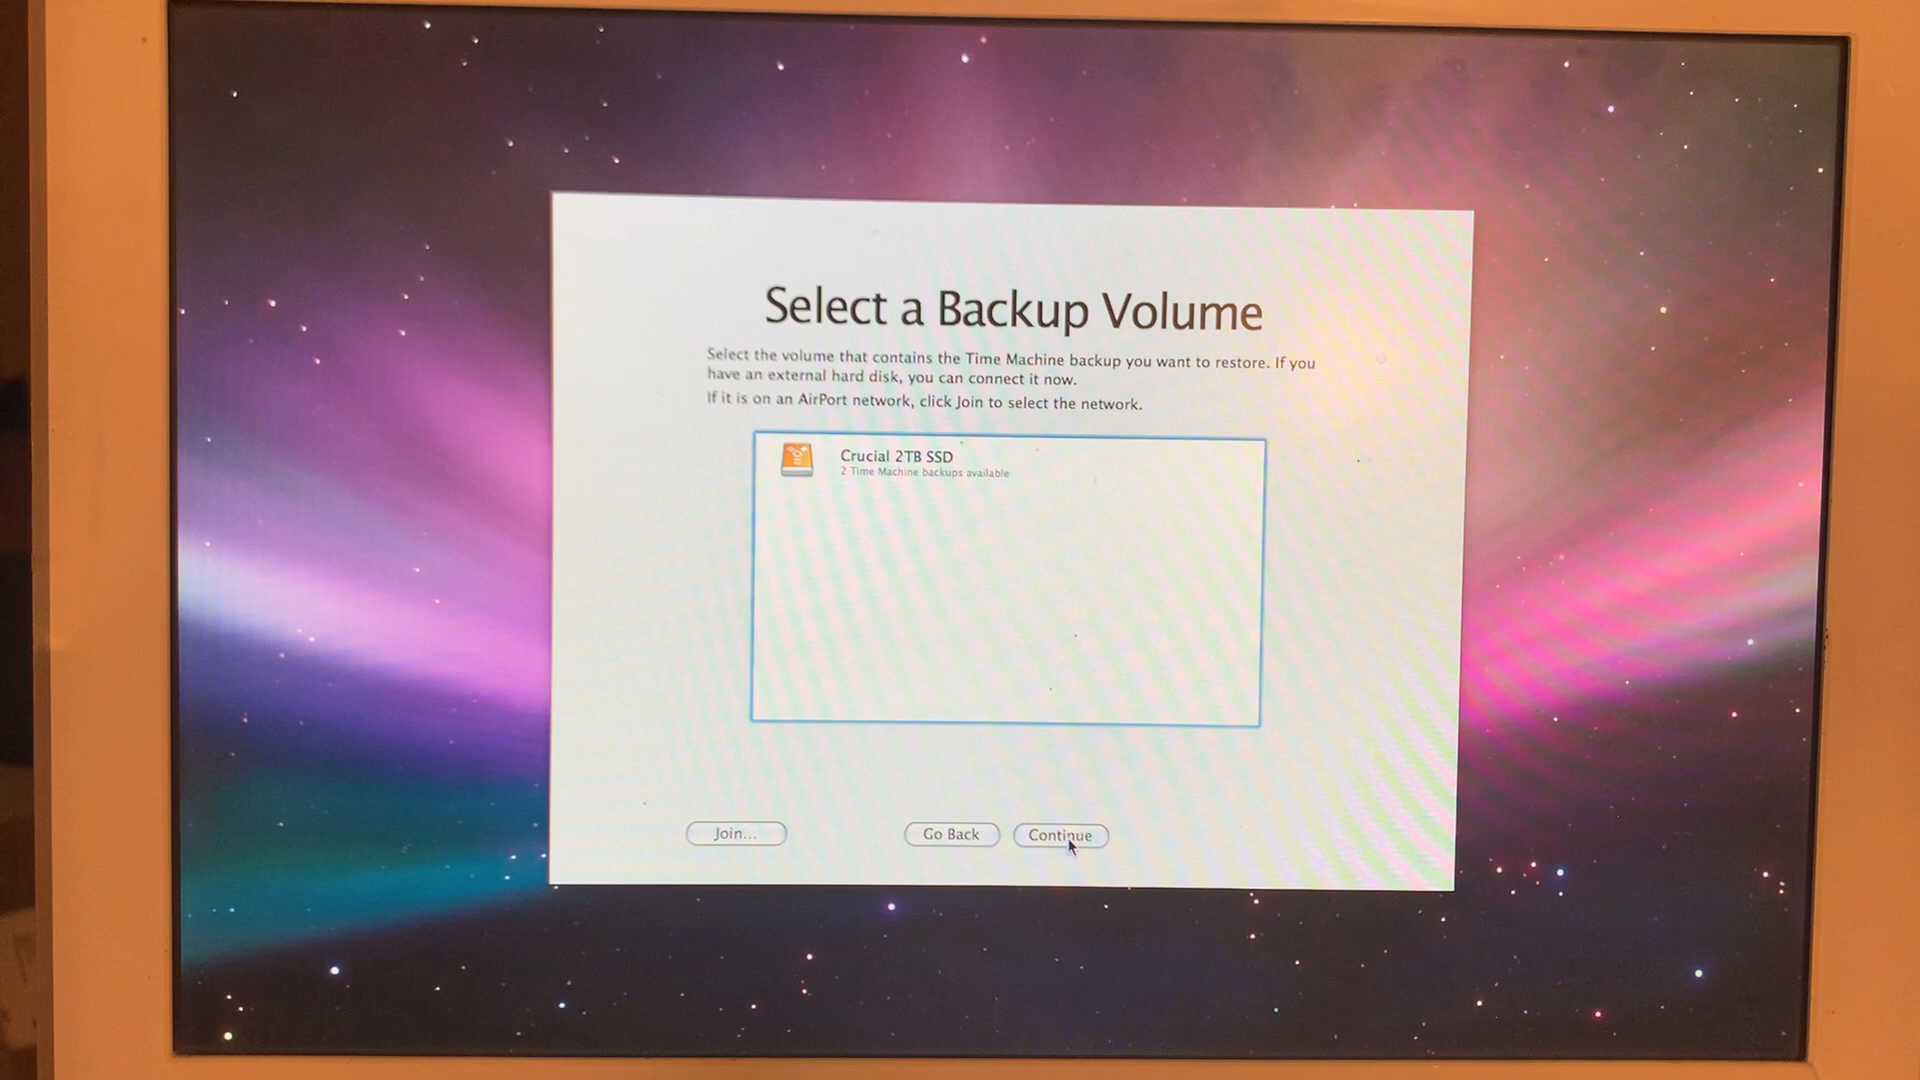 Select a Backup Volume
Select the volume that contains the Time Machine backup you want to restore. If you
have an external hard disk, you can connect it now.
If it is on an AirPort network, click Join to select the network.
Crucial 2TB SSD
2 Time Machine backups available
Join...
Go Back
Continue